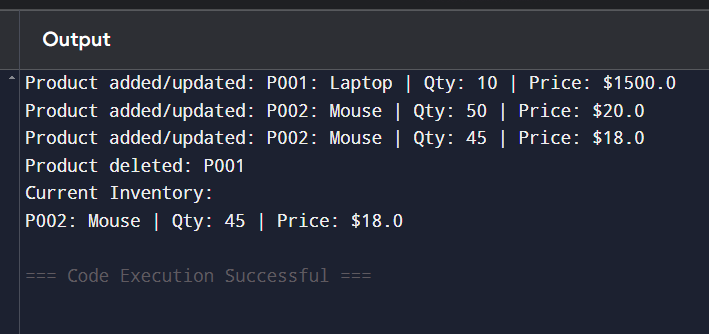 Output
Product added/updated: P001: Laptop | Qty: 10 | Price: $1500.0
Product added/updated: P002: Mouse | Qty: 50 | Price: $20.0
Product added/updated: P002: Mouse | Qty: 45 | Price: $18.0
Product deleted: P001
Current Inventory:
P002: Mouse | Qty: 45 | Price: $18.0
=== Code Execution Successful ===